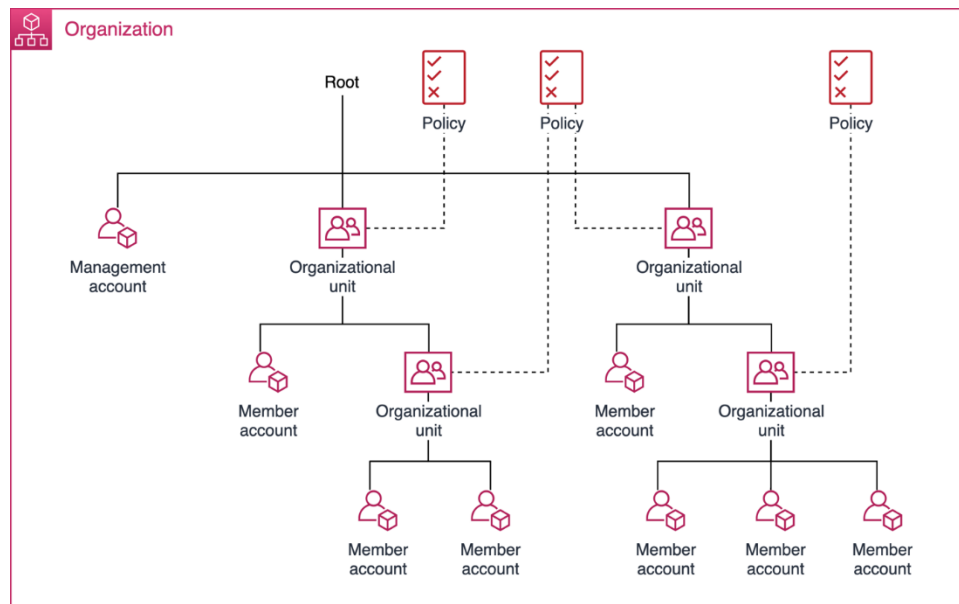 Organization
Root
Policy
Policy
Policy
Management
account
Organizational
unit
Organizational
unit
Member
account
Organizational
unit
Member
account
Organizational
unit
Member
account
Member
account
Member
account
Member
account
Member
account